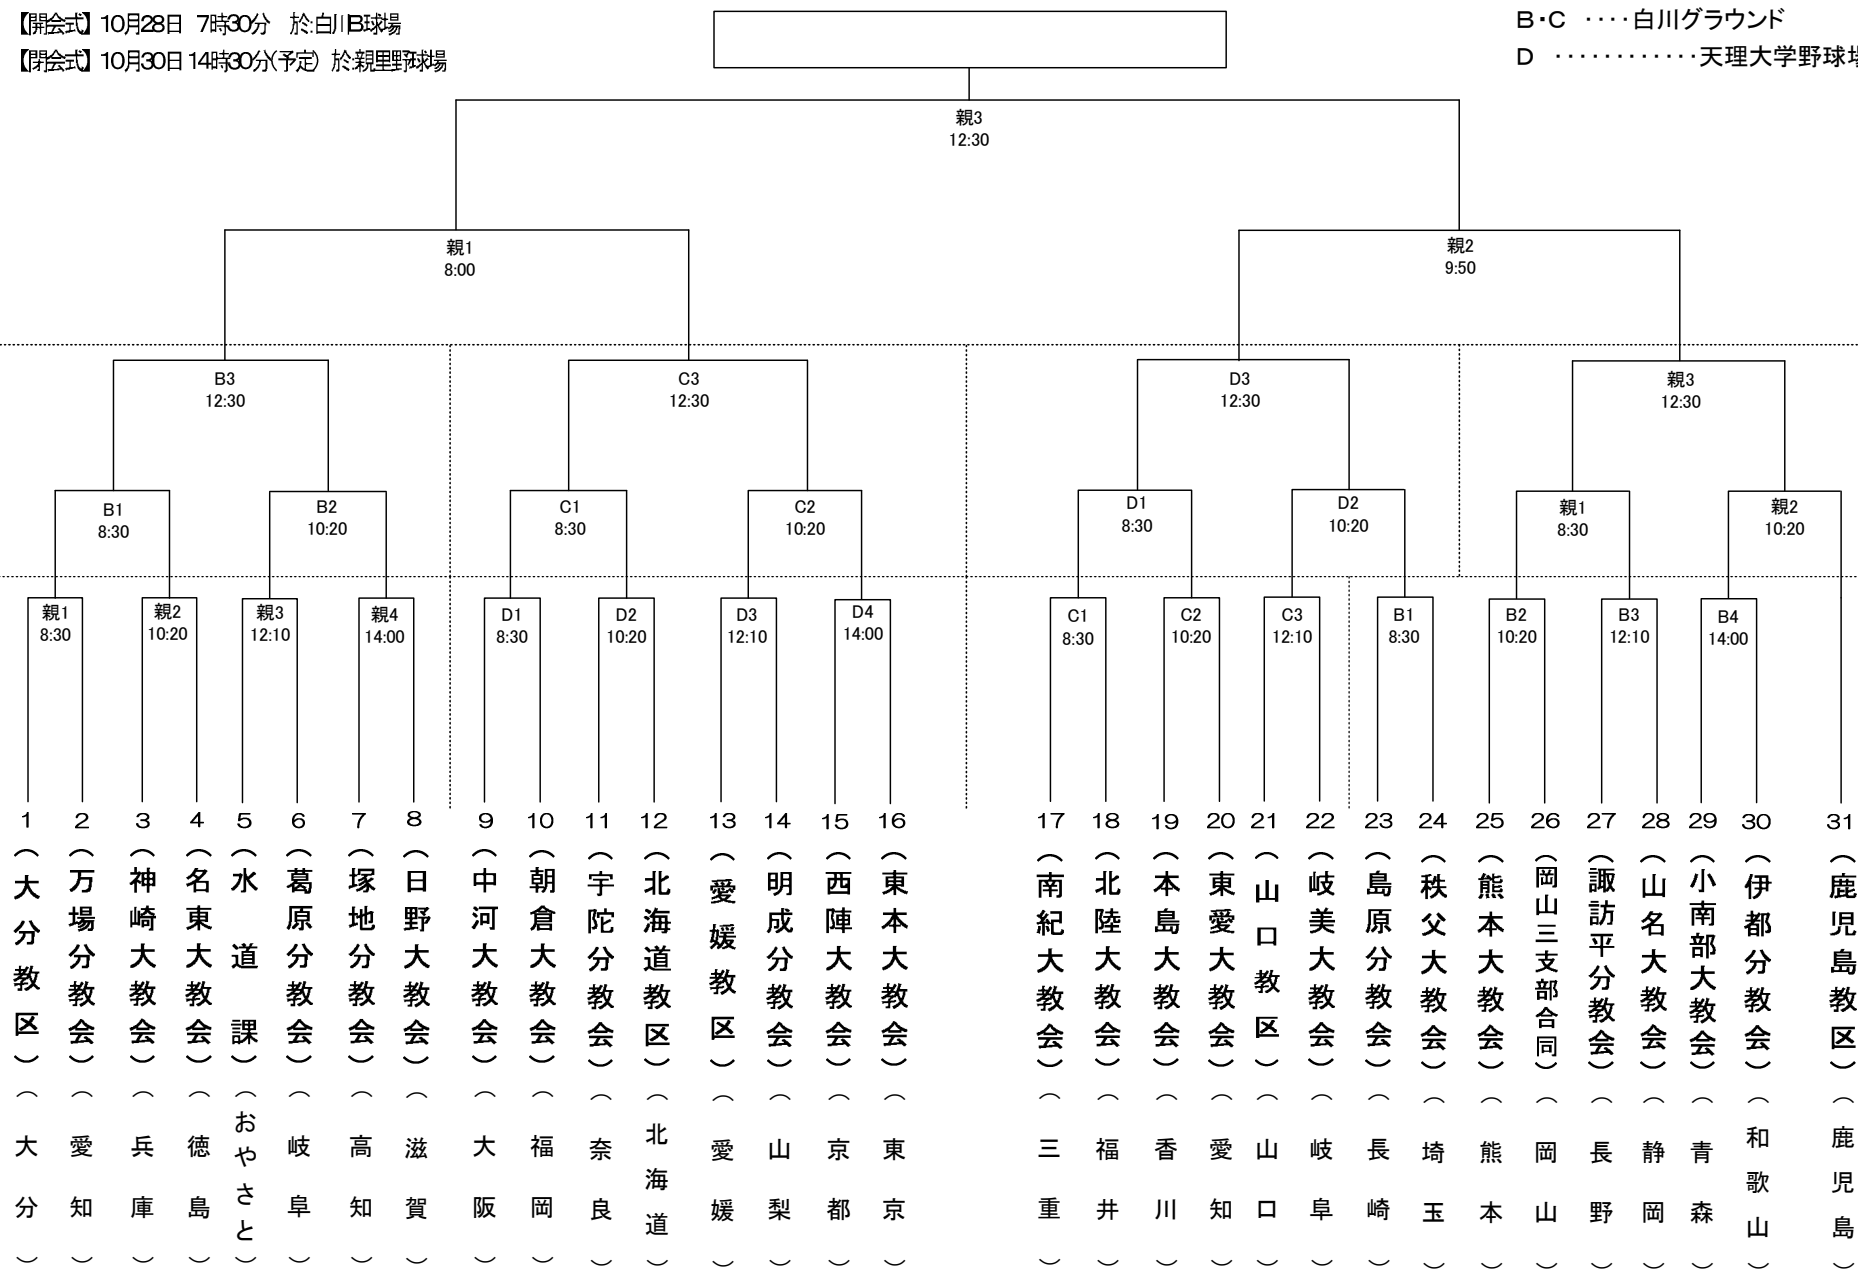 【開会式】 10月28日 7時30分 於:白川B球場
【閉会式】 10月30日 14時30分(予定) 於:親里野球場
B・C ‥‥白川グラウンド
D ‥‥‥‥‥‥天理大学野球場
親3
12:30
親1
8:00
親2
9:50
B3
12:30
C3
12:30
D3
12:30
親3
12:30
B1
8:30
B2
10:20
C1
8:30
C2
10:20
D1
8:30
D2
10:20
親1
8:30
親2
10:20
親1
8:30
親2
10:20
親3
12:10
親4
14:00
D1
8:30
D2
10:20
D3
12:10
D4
14:00
C1
8:30
C2
10:20
C3
12:10
B1
8:30
B2
10:20
B3
12:10
B4
14:00
1 (大分教区) (大分)
2 (万場分教会) (愛知)
3 (神崎大教会) (兵庫)
4 (名東大教会) (徳島)
5 (水道課) (おやさと)
6 (葛原分教会) (岐阜)
7 (塚地分教会) (高知)
8 (日野大教会) (滋賀)
9 (中河大教会) (大阪)
10 (朝倉大教会) (福岡)
11 (宇陀分教会) (奈良)
12 (北海道教区) (北海道)
13 (愛媛教区) (愛媛)
14 (明成分教会) (山梨)
15 (西陣大教会) (京都)
16 (東本大教会) (東京)
17 (南紀大教会) (三重)
18 (北陸大教会) (福井)
19 (本島大教会) (香川)
20 (東愛大教会) (愛知)
21 (山口教区) (山口)
22 (岐美大教会) (岐阜)
23 (島原分教会) (長崎)
24 (秩父大教会) (埼玉)
25 (熊本大教会) (熊本)
26 (岡山三支部合同) (岡山)
27 (諏訪平分教会) (長野)
28 (山名大教会) (静岡)
29 (小南部大教会) (青森)
30 (伊都分教会) (和歌山)
31 (鹿児島教区) (鹿児島)